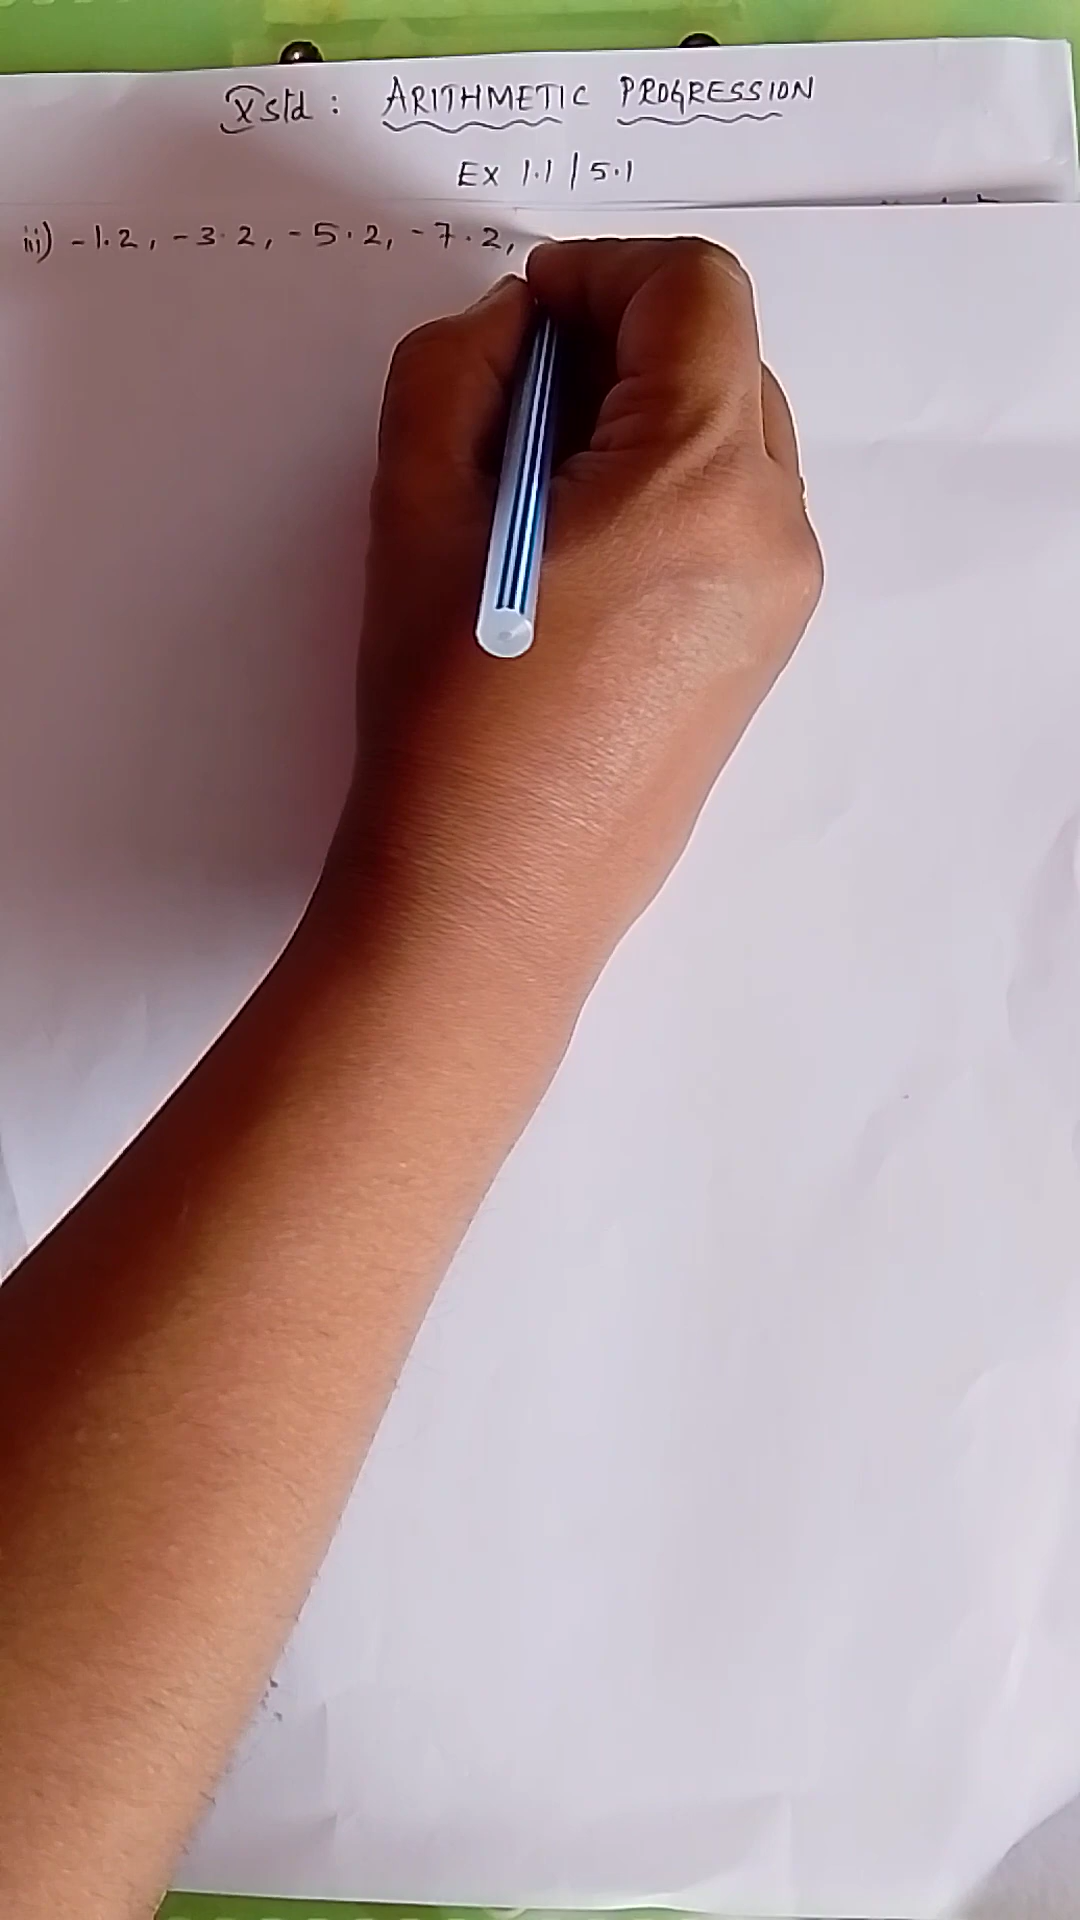 X std : ARITHMETIC PROGRESSION
Ex 1.1 / 5.1
iii) -1.2, -3.2, -5.2, -7.2,